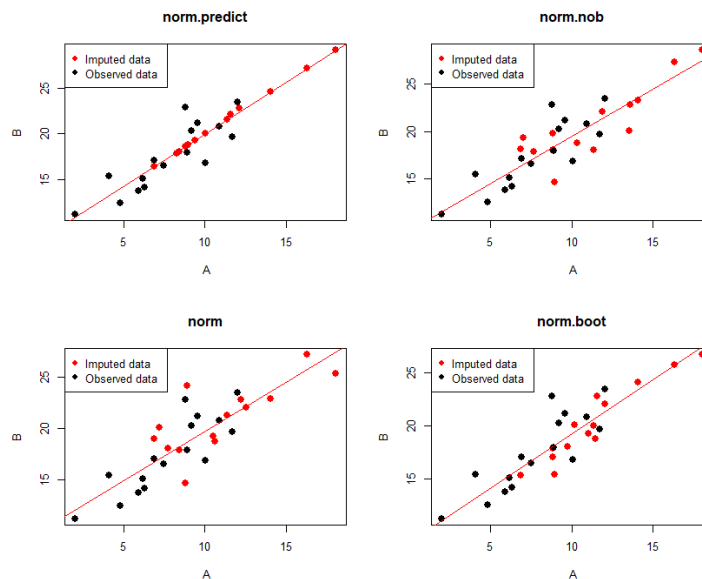 norm.predict
Imputed data
Observed data
B
15
20
25
5
10
15
A
norm.nob
Imputed data
Observed data
B
15
20
25
5
10
15
A
norm
Imputed data
Observed data
B
15
20
25
5
10
15
A
norm.boot
Imputed data
Observed data
B
15
20
25
5
10
15
A